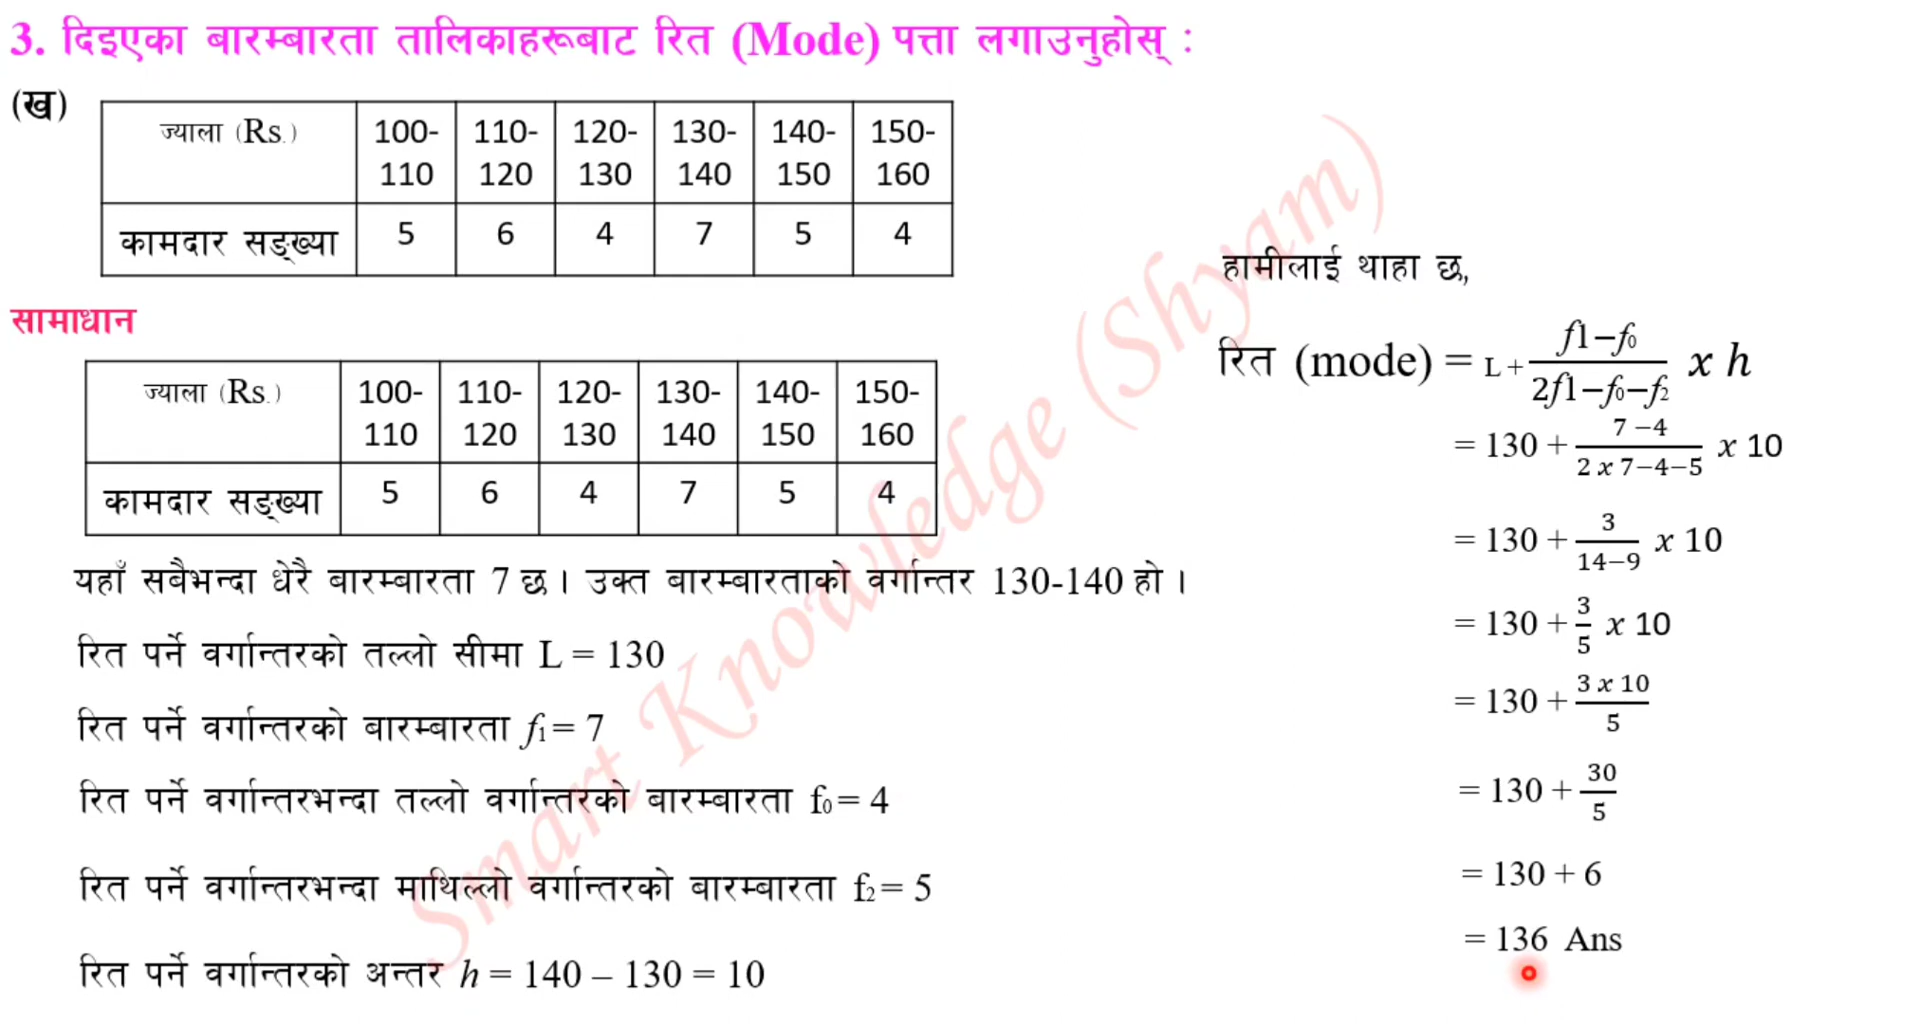 3. दिइएका बारम्बारता तालिकाहरूबाट रित (Mode) पत्ता लगाउनुहोस् :
(ख)
ज्याला (Rs.) 100-110 110-120 120-130 130-140 140-150 150-160
कामदार सङ्ख्या 5 6 4 7 5 4
सामाधान
ज्याला (Rs.) 100-110 110-120 120-130 130-140 140-150 150-160
कामदार सङ्ख्या 5 6 4 7 5 4
यहाँ सबैभन्दा धेरै बारम्बारता 7 छ । उक्त बारम्बारताको वर्गान्तर 130-140 हो ।
रित पर्ने वर्गान्तरको तल्लो सीमा L = 130
रित पर्ने वर्गान्तरको बारम्बारता f₁ = 7
रित पर्ने वर्गान्तरभन्दा तल्लो वर्गान्तरको बारम्बारता f₀ = 4
रित पर्ने वर्गान्तरभन्दा माथिल्लो वर्गान्तरको बारम्बारता f₂ = 5
रित पर्ने वर्गान्तरको अन्तर h = 140 – 130 = 10
हामीलाई थाहा छ,
रित (mode) = L + (f1−f₀)/(2f1−f₀−f₂) x h
= 130 + (7 −4)/(2 x 7−4−5) x 10
= 130 + 3/(14−9) x 10
= 130 + 3/5 x 10
= 130 + (3 x 10)/5
= 130 + 30/5
= 130 + 6
= 136 Ans
Smart Knowledge (Shyam)